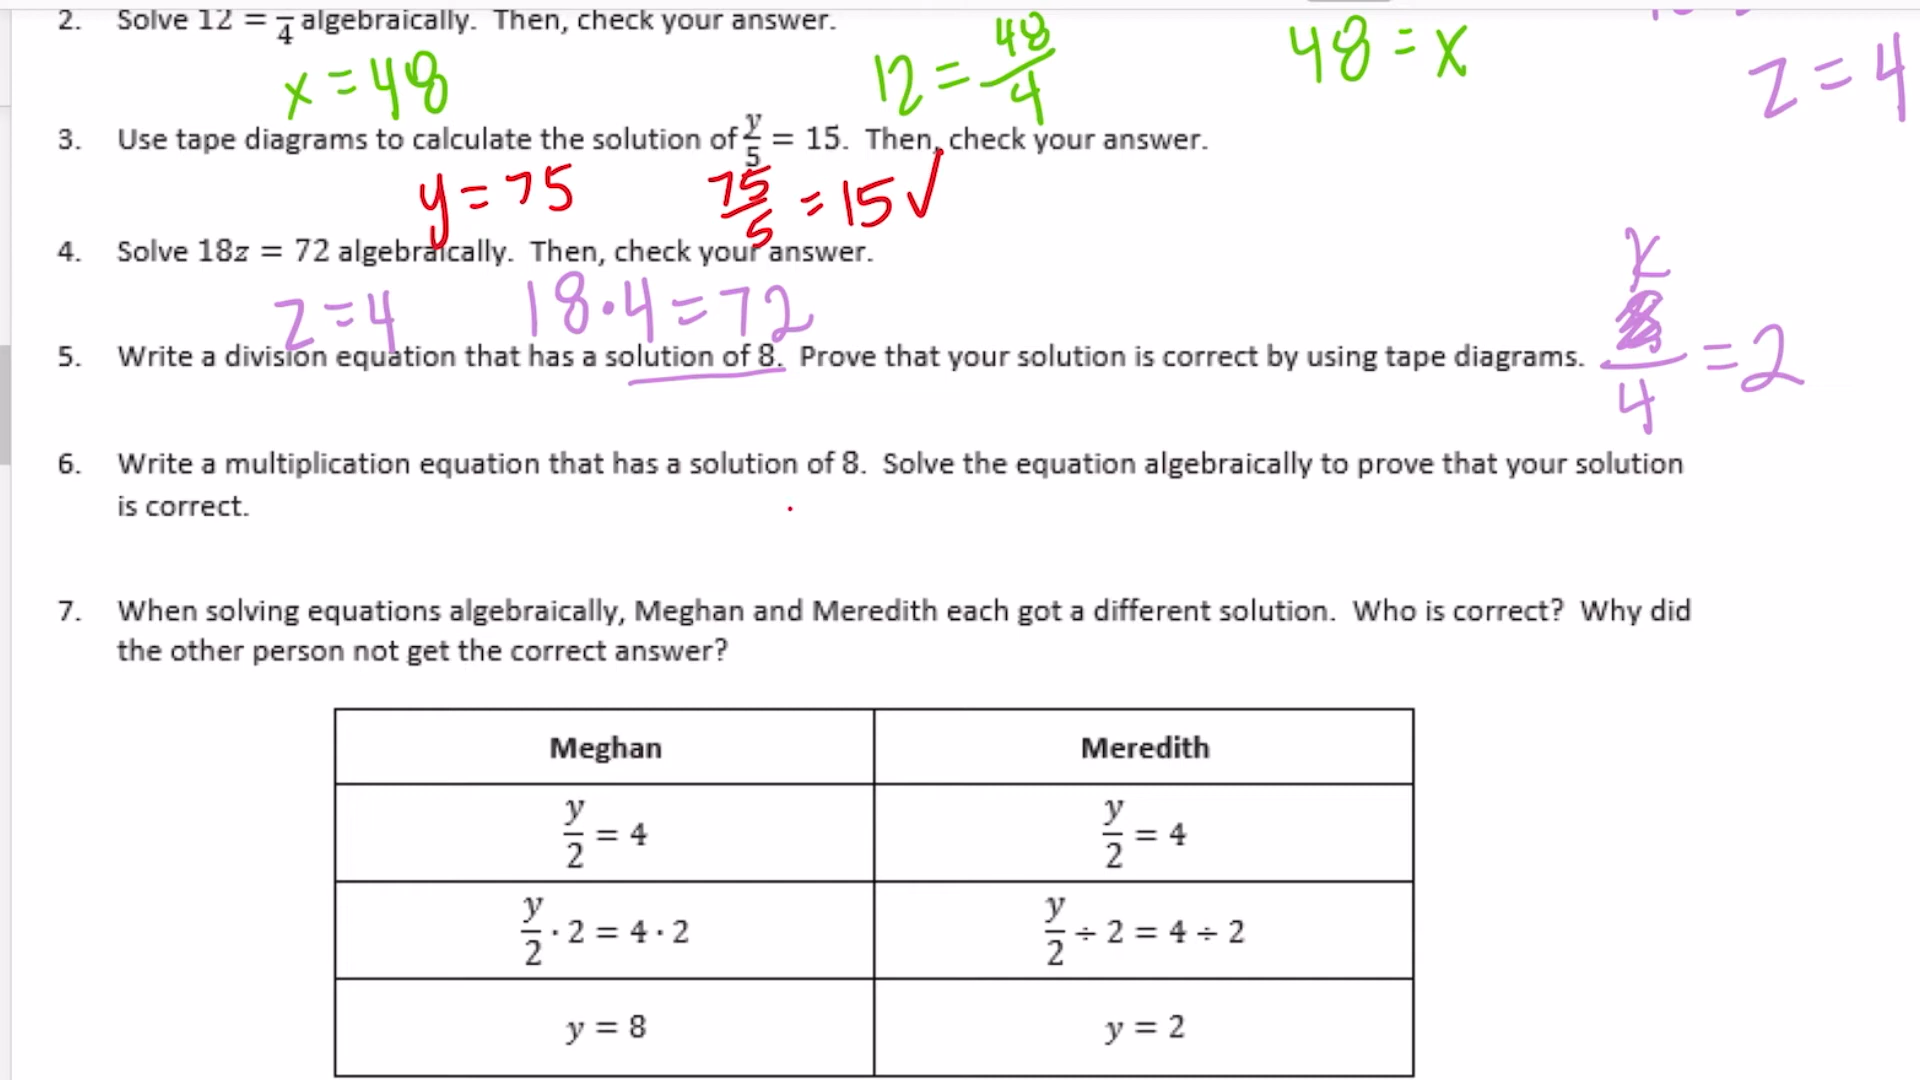 2. Solve 12 = _/4 algebraically. Then, check your answer.
x = 48
12 = 48/4
48 = x
z = 4
3. Use tape diagrams to calculate the solution of y/5 = 15. Then, check your answer.
y = 75
75/5 = 15 ✓
4. Solve 18z = 72 algebraically. Then, check your answer.
z = 4
18 · 4 = 72
5. Write a division equation that has a solution of 8. Prove that your solution is correct by using tape diagrams.
/4 = 2
6. Write a multiplication equation that has a solution of 8. Solve the equation algebraically to prove that your solution
is correct.
7. When solving equations algebraically, Meghan and Meredith each got a different solution. Who is correct? Why did
the other person not get the correct answer?
Meghan
Meredith
y/2 = 4
y/2 = 4
y/2 · 2 = 4 · 2
y/2 ÷ 2 = 4 ÷ 2
y = 8
y = 2